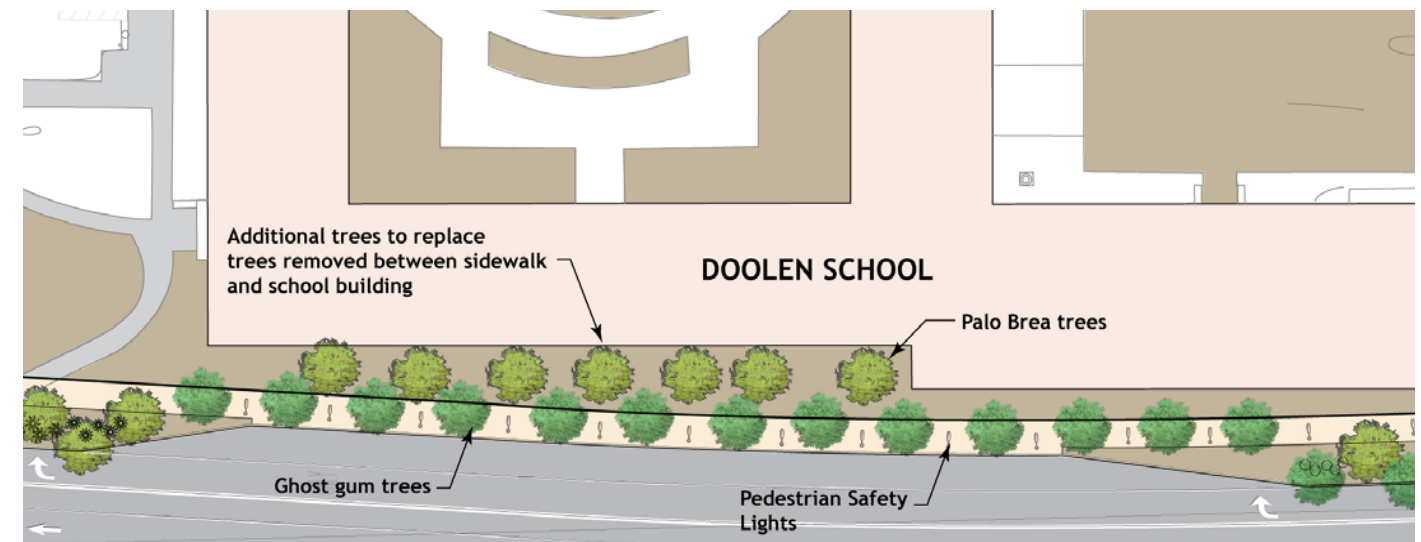 Additional trees to replace
trees removed between sidewalk
and school building
DOOLEN SCHOOL
Palo Brea trees
Ghost gum trees
Pedestrian Safety
Lights